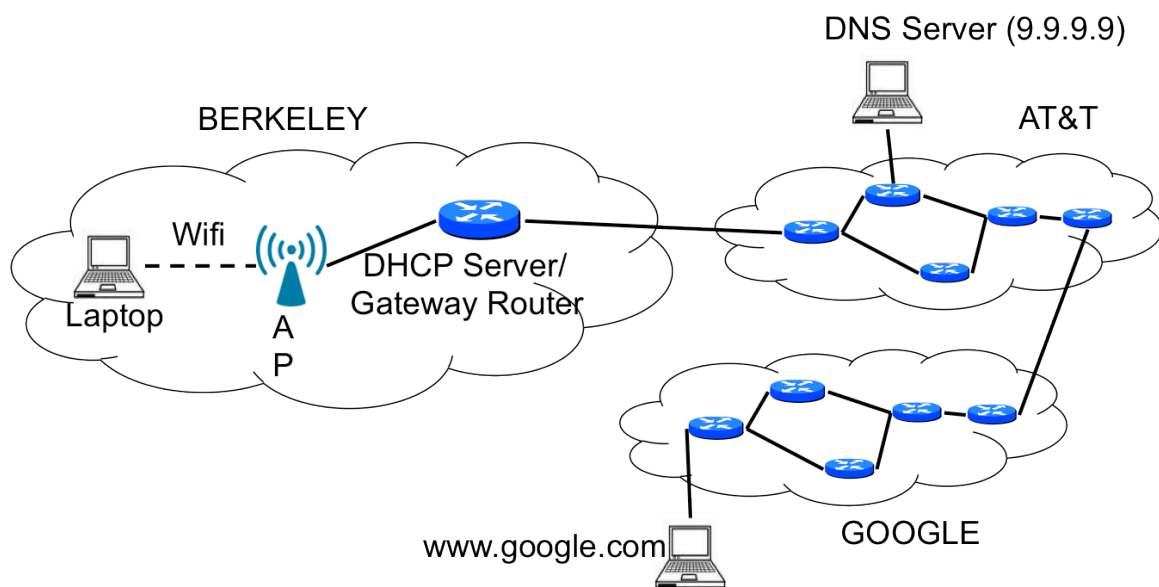 DNS Server (9.9.9.9)
BERKELEY
AT&T
Wifi
DHCP Server/
Gateway Router
Laptop
A
P
www.google.com
GOOGLE